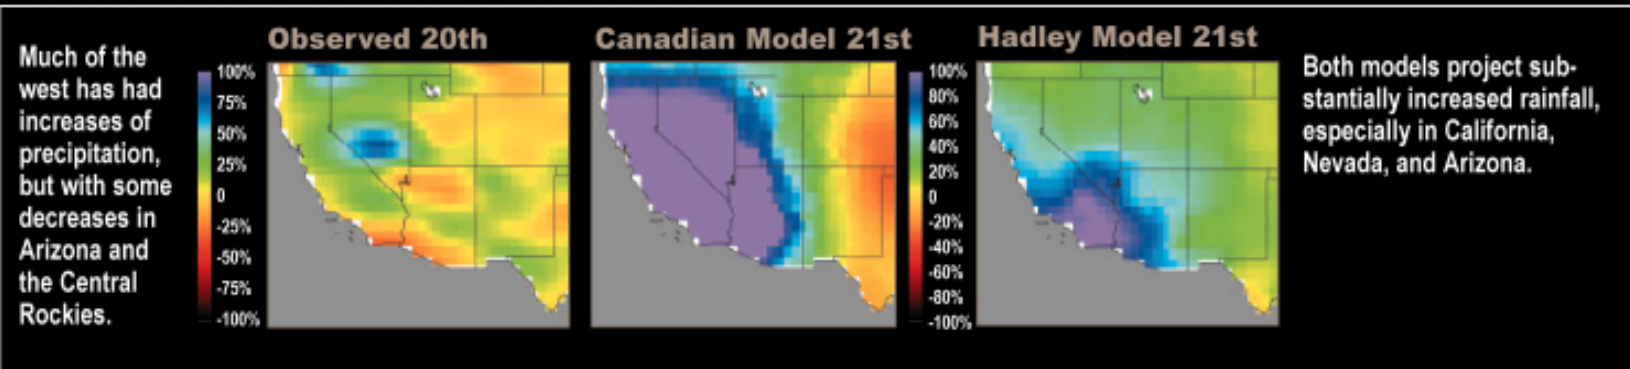 Much of the
west has had
increases of
precipitation,
but with some
decreases in
Arizona and
the Central
Rockies.
Observed 20th
100%
75%
50%
25%
0
-25%
-50%
-75%
-100%
Canadian Model 21st
Hadley Model 21st
100%
80%
60%
40%
20%
0
-20%
-40%
-60%
-80%
-100%
Both models project sub-
stantially increased rainfall,
especially in California,
Nevada, and Arizona.